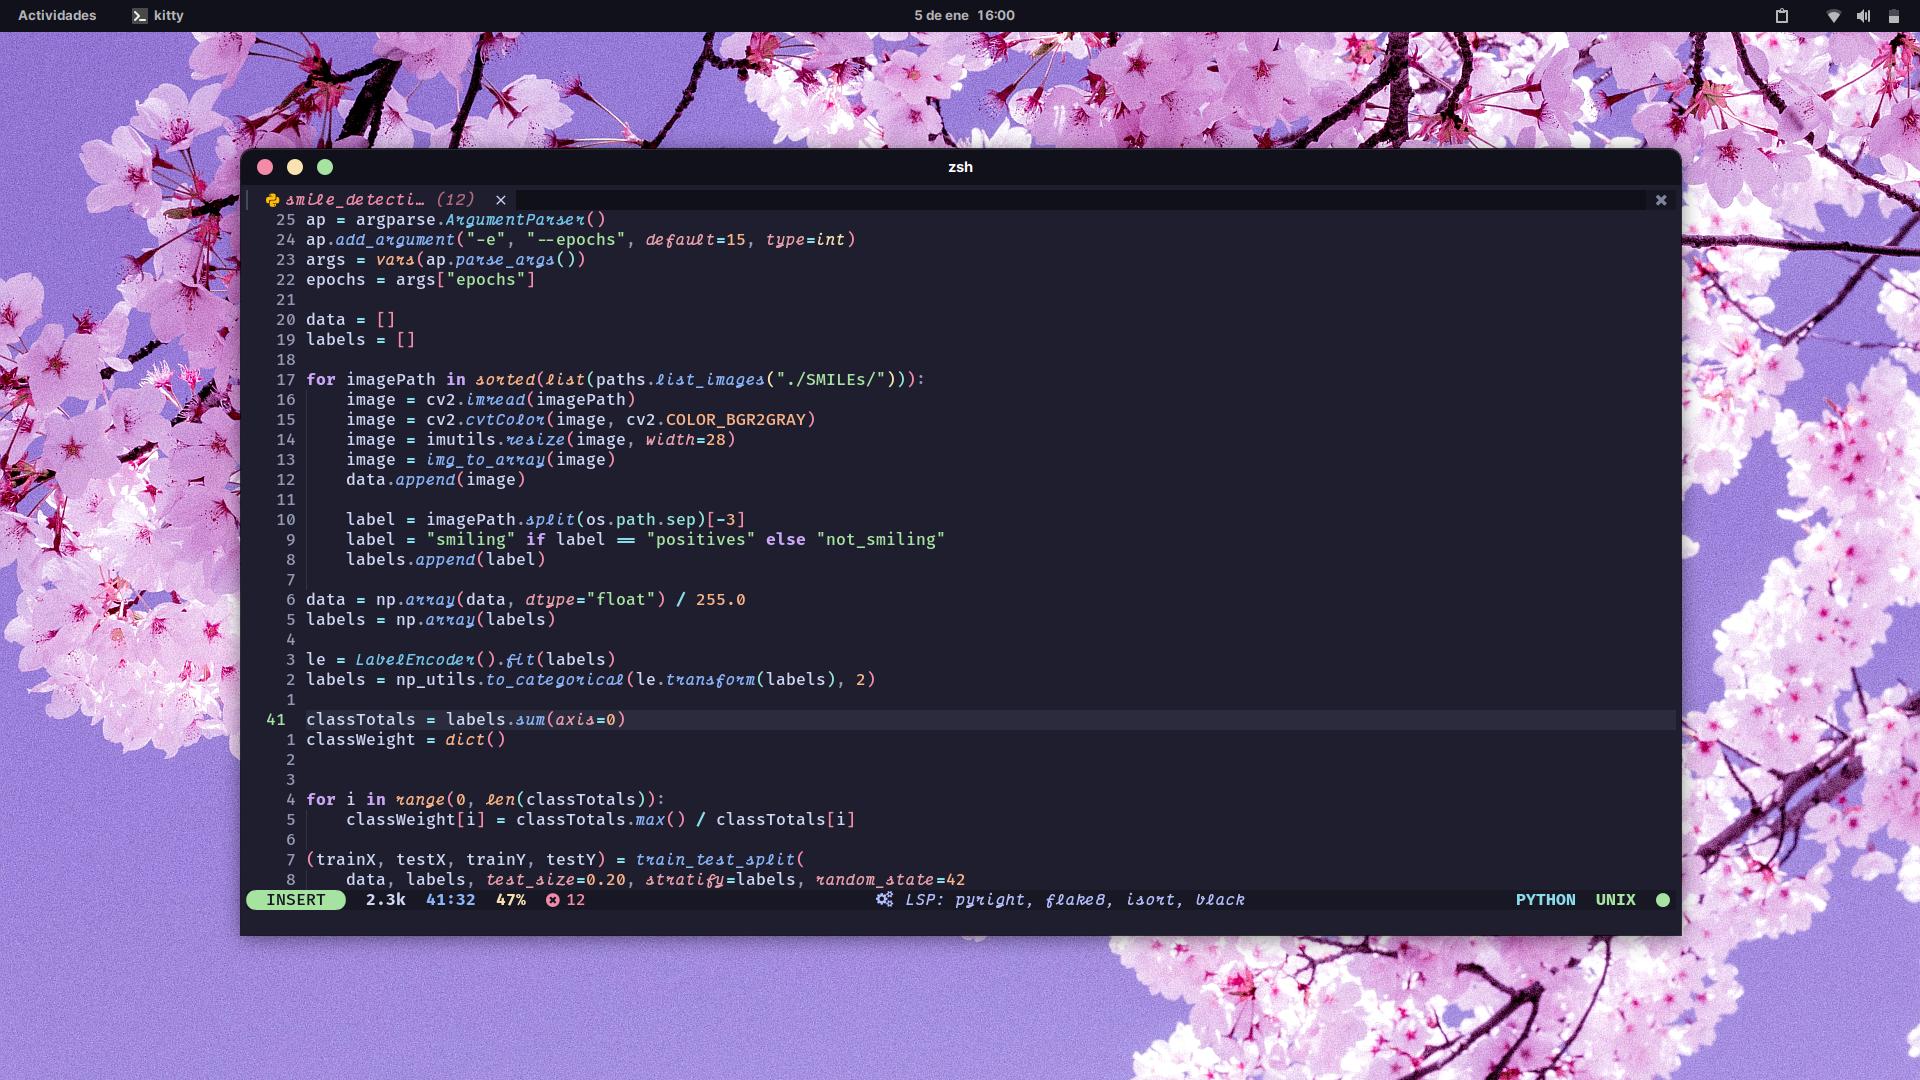 Actividades
kitty
5 de ene 16:00
zsh
smile_detecti… (12)
25 ap = argparse.ArgumentParser()
24 ap.add_argument("-e", "--epochs", default=15, type=int)
23 args = vars(ap.parse_args())
22 epochs = args["epochs"]
21
20 data = []
19 labels = []
18
17 for imagePath in sorted(list(paths.list_images("./SMILEs/"))):
16     image = cv2.imread(imagePath)
15     image = cv2.cvtColor(image, cv2.COLOR_BGR2GRAY)
14     image = imutils.resize(image, width=28)
13     image = img_to_array(image)
12     data.append(image)
11
10     label = imagePath.split(os.path.sep)[-3]
9     label = "smiling" if label == "positives" else "not_smiling"
8     labels.append(label)
7
6 data = np.array(data, dtype="float") / 255.0
5 labels = np.array(labels)
4
3 le = LabelEncoder().fit(labels)
2 labels = np_utils.to_categorical(le.transform(labels), 2)
1
41 classTotals = labels.sum(axis=0)
1 classWeight = dict()
2
3
4 for i in range(0, len(classTotals)):
5     classWeight[i] = classTotals.max() / classTotals[i]
6
7 (trainX, testX, trainY, testY) = train_test_split(
8     data, labels, test_size=0.20, stratify=labels, random_state=42
INSERT 2.3k 41:32 47% 12 LSP: pyright, flake8, isort, black PYTHON UNIX